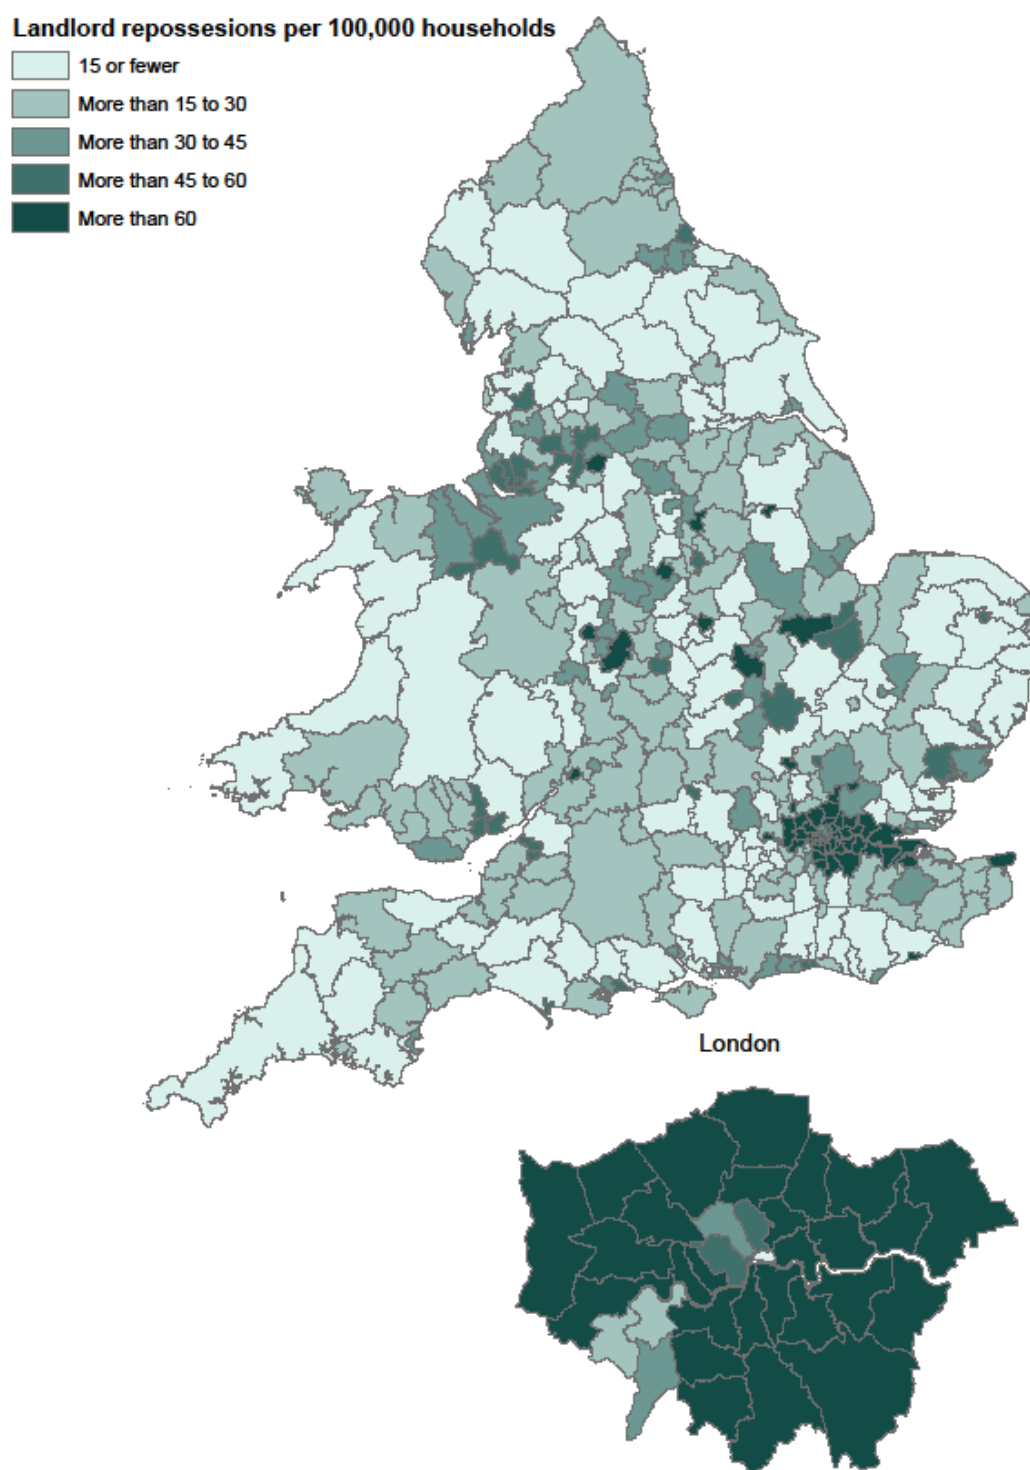 Landlord repossesions per 100,000 households
15 or fewer
More than 15 to 30
More than 30 to 45
More than 45 to 60
More than 60
London